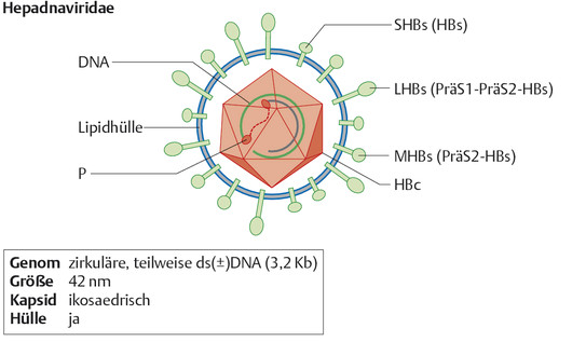 Hepadnaviridae
SHBs (HBs)
DNA
LHBs (PräS1-PräS2-HBs)
Lipidhülle
MHBs (PräS2-HBs)
P
HBc
Genom zirkuläre, teilweise ds(±)DNA (3,2 Kb)
Größe 42 nm
Kapsid ikosaedrisch
Hülle ja